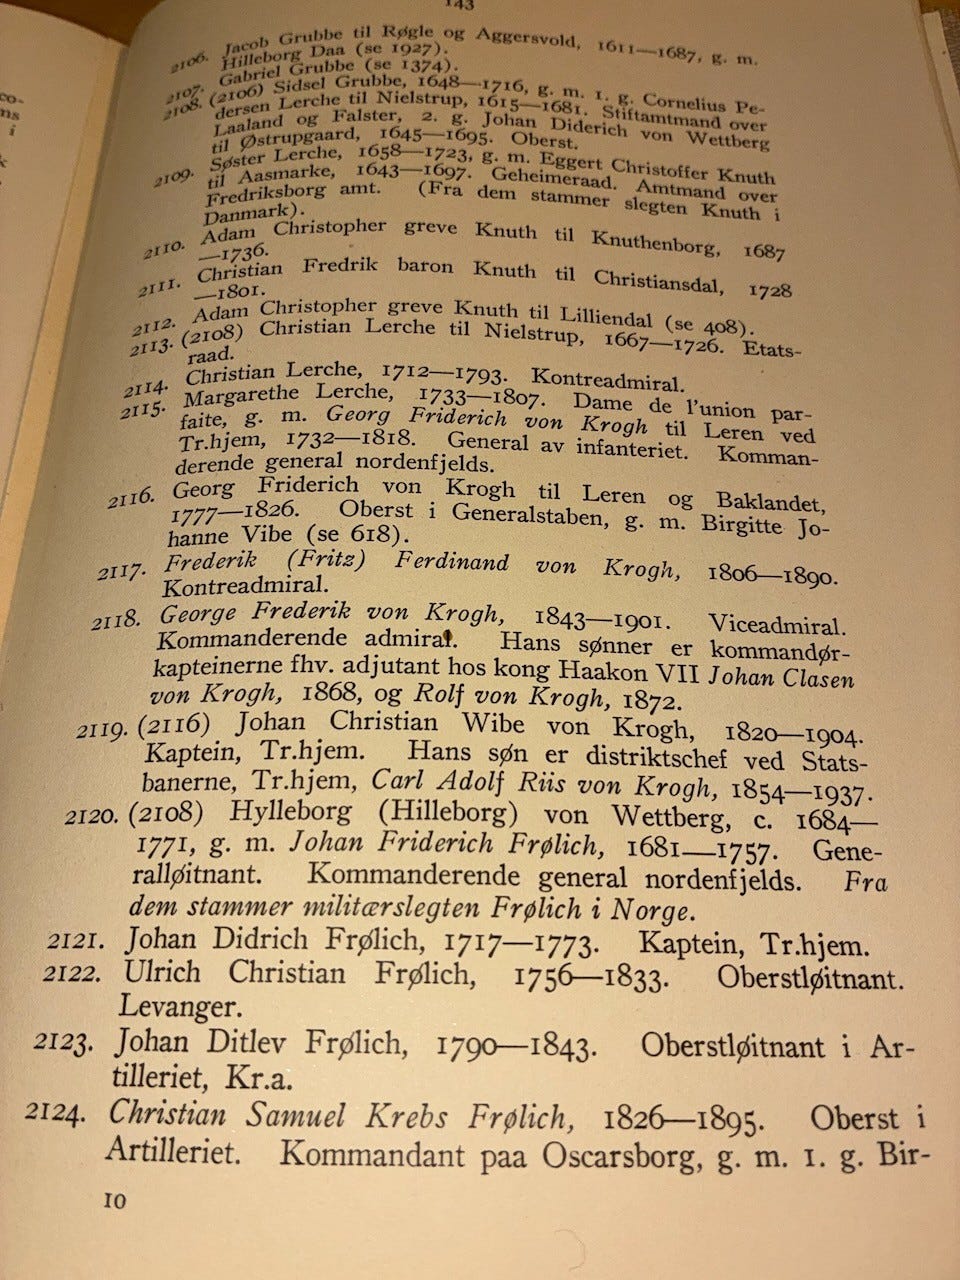 143
2106. Jacob Grubbe til Røgle og Aggersvold, 1611—1687, g. m.
Hilleborg Daa (se 1927).
2107. Gabriel Grubbe (se 1374).
2108. (2106) Sidsel Grubbe, 1648—1716, g. m. 1. g. Cornelius Pe-
dersen Lerche til Nielstrup, 1615—1681. Stiftamtmand over
Laaland og Falster, 2. g. Johan Diderich von Wettberg
til Østrupgaard, 1645—1695. Oberst.
2109. Søster Lerche, 1658—1723, g. m. Eggert Christoffer Knuth
til Aasmarke, 1643—1697. Geheimeraad. Amtmand over
Fredriksborg amt. (Fra dem stammer slegten Knuth i
Danmark).
2110. Adam Christopher greve Knuth til Knuthenborg, 1687
—1736.
2111. Christian Fredrik baron Knuth til Christiansdal, 1728
—1801.
2112. Adam Christopher greve Knuth til Lilliendal (se 408).
2113. (2108) Christian Lerche til Nielstrup, 1667—1726. Etats-
raad.
2114. Christian Lerche, 1712—1793. Kontreadmiral.
2115. Margarethe Lerche, 1733—1807. Dame de l'union par-
faite, g. m. Georg Friderich von Krogh til Leren ved
Tr.hjem, 1732—1818. General av infanteriet. Komman-
derende general nordenfjelds.
2116. Georg Friderich von Krogh til Leren og Baklandet,
1777—1826. Oberst i Generalstaben, g. m. Birgitte Jo-
hanne Vibe (se 618).
2117. Frederik (Fritz) Ferdinand von Krogh, 1806—1890.
Kontreadmiral.
2118. George Frederik von Krogh, 1843—1901. Viceadmiral.
Kommanderende admiral. Hans sønner er kommandør-
kapteinerne fhv. adjutant hos kong Haakon VII Johan Clasen
von Krogh, 1868, og Rolf von Krogh, 1872.
2119. (2116) Johan Christian Wibe von Krogh, 1820—1904.
Kaptein, Tr.hjem. Hans søn er distriktschef ved Stats-
banerne, Tr.hjem, Carl Adolf Riis von Krogh, 1854—1937.
2120. (2108) Hylleborg (Hilleborg) von Wettberg, c. 1684—
1771, g. m. Johan Friderich Frølich, 1681—1757. Gene-
ralløitnant. Kommanderende general nordenfjelds. Fra
dem stammer militærslegten Frølich i Norge.
2121. Johan Didrich Frølich, 1717—1773. Kaptein, Tr.hjem.
2122. Ulrich Christian Frølich, 1756—1833. Oberstløitnant.
Levanger.
2123. Johan Ditlev Frølich, 1790—1843. Oberstløitnant i Ar-
tilleriet, Kr.a.
2124. Christian Samuel Krebs Frølich, 1826—1895. Oberst i
Artilleriet. Kommandant paa Oscarsborg, g. m. 1. g. Bir-
10